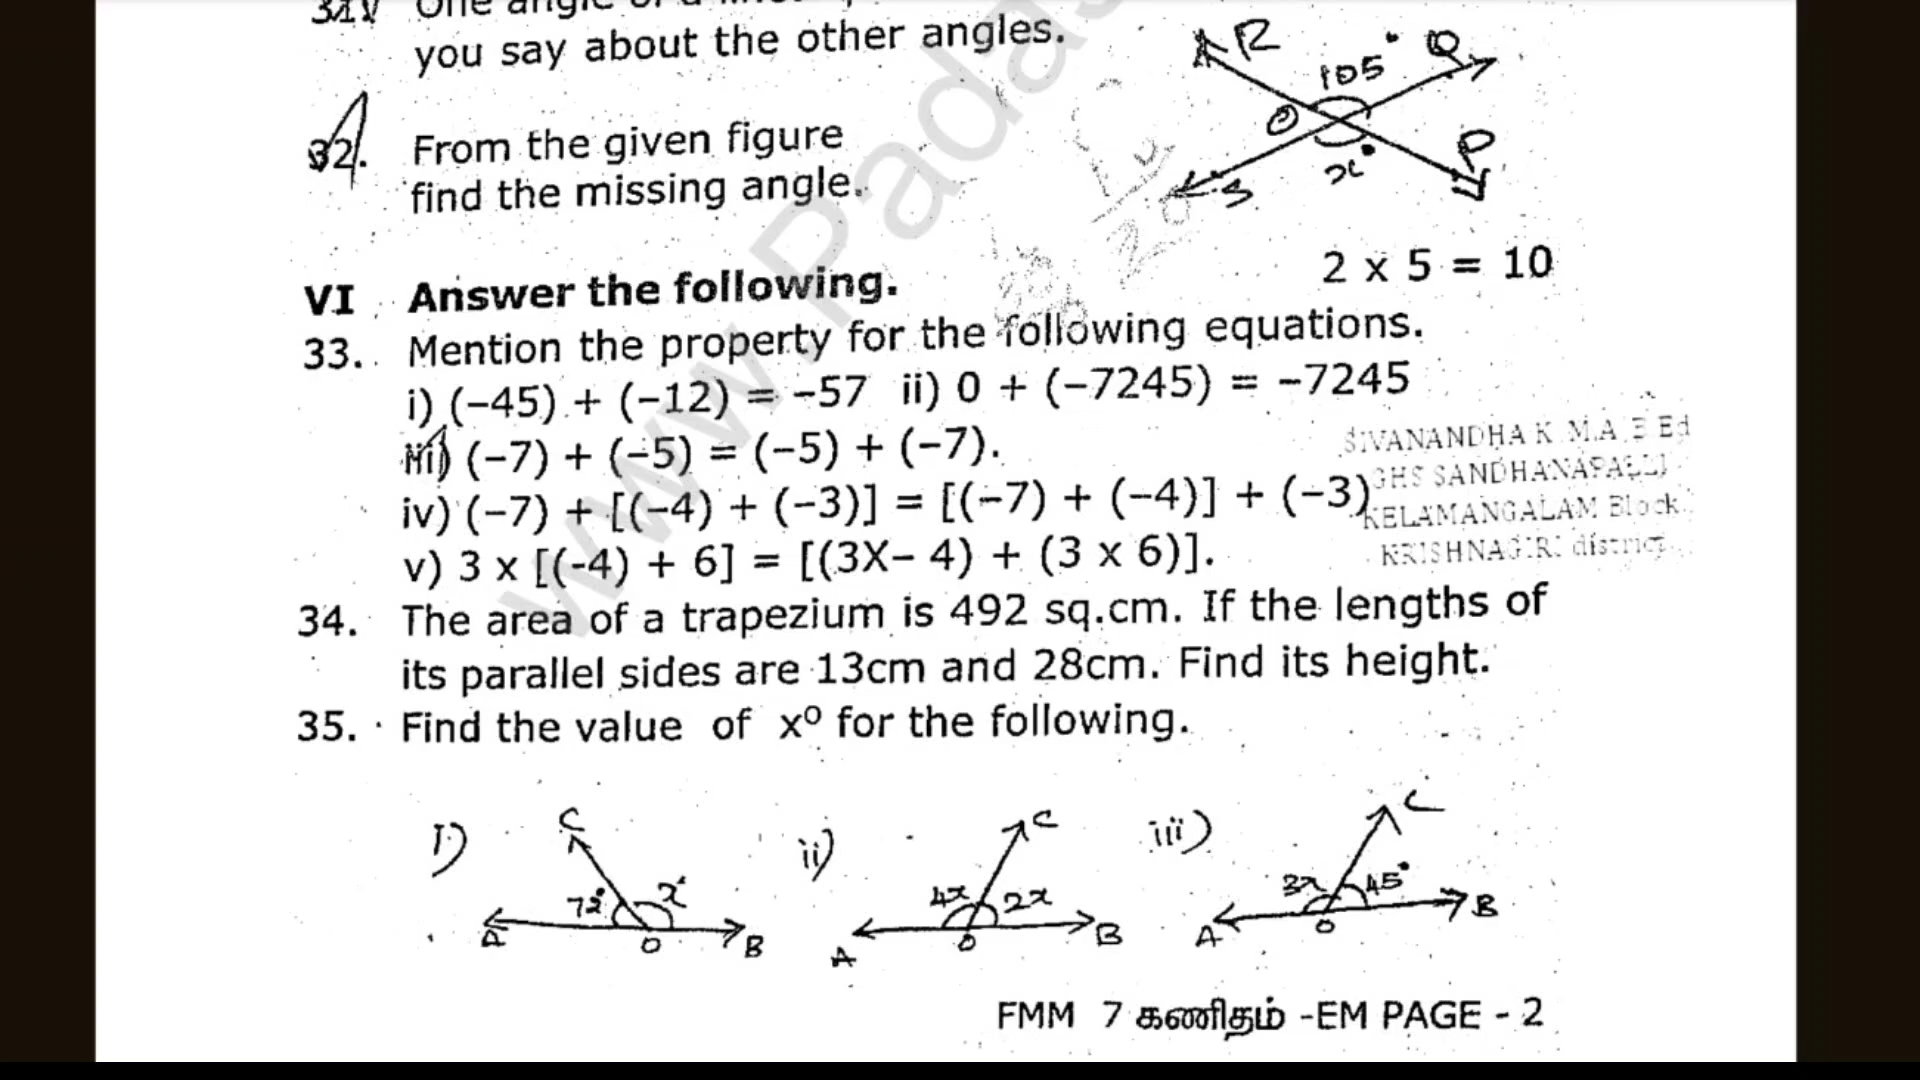 you say about the other angles.
R
105°
Q
O
P
S
x°
32. From the given figure
find the missing angle.
2 x 5 = 10
VI Answer the following.
33. Mention the property for the following equations.
i) (-45) + (-12) = -57 ii) 0 + (-7245) = -7245
iii) (-7) + (-5) = (-5) + (-7).
iv) (-7) + [(-4) + (-3)] = [(-7) + (-4)] + (-3)
v) 3 x [(-4) + 6] = [(3X- 4) + (3 x 6)].
SIVANANDHA K M.A B Ed
GHS SANDHANAPALLI
KELAMANGALAM Block
KRISHNAGIRI district
34. The area of a trapezium is 492 sq.cm. If the lengths of
its parallel sides are 13cm and 28cm. Find its height.
35. Find the value of x⁰ for the following.
i) C 72° x° A O B
ii) C 4x 2x A O B
iii) C 3x 45° A O B
FMM 7 கணிதம் -EM PAGE - 2